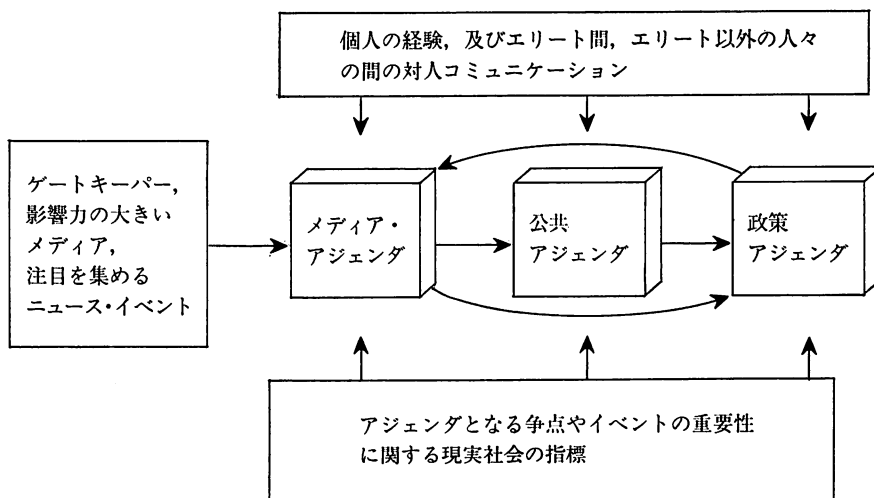 個人の経験，及びエリート間，エリート以外の人々
の間の対人コミュニケーション
ゲートキーパー，
影響力の大きい
メディア，
注目を集める
ニュース・イベント
メディア・
アジェンダ
公共
アジェンダ
政策
アジェンダ
アジェンダとなる争点やイベントの重要性
に関する現実社会の指標